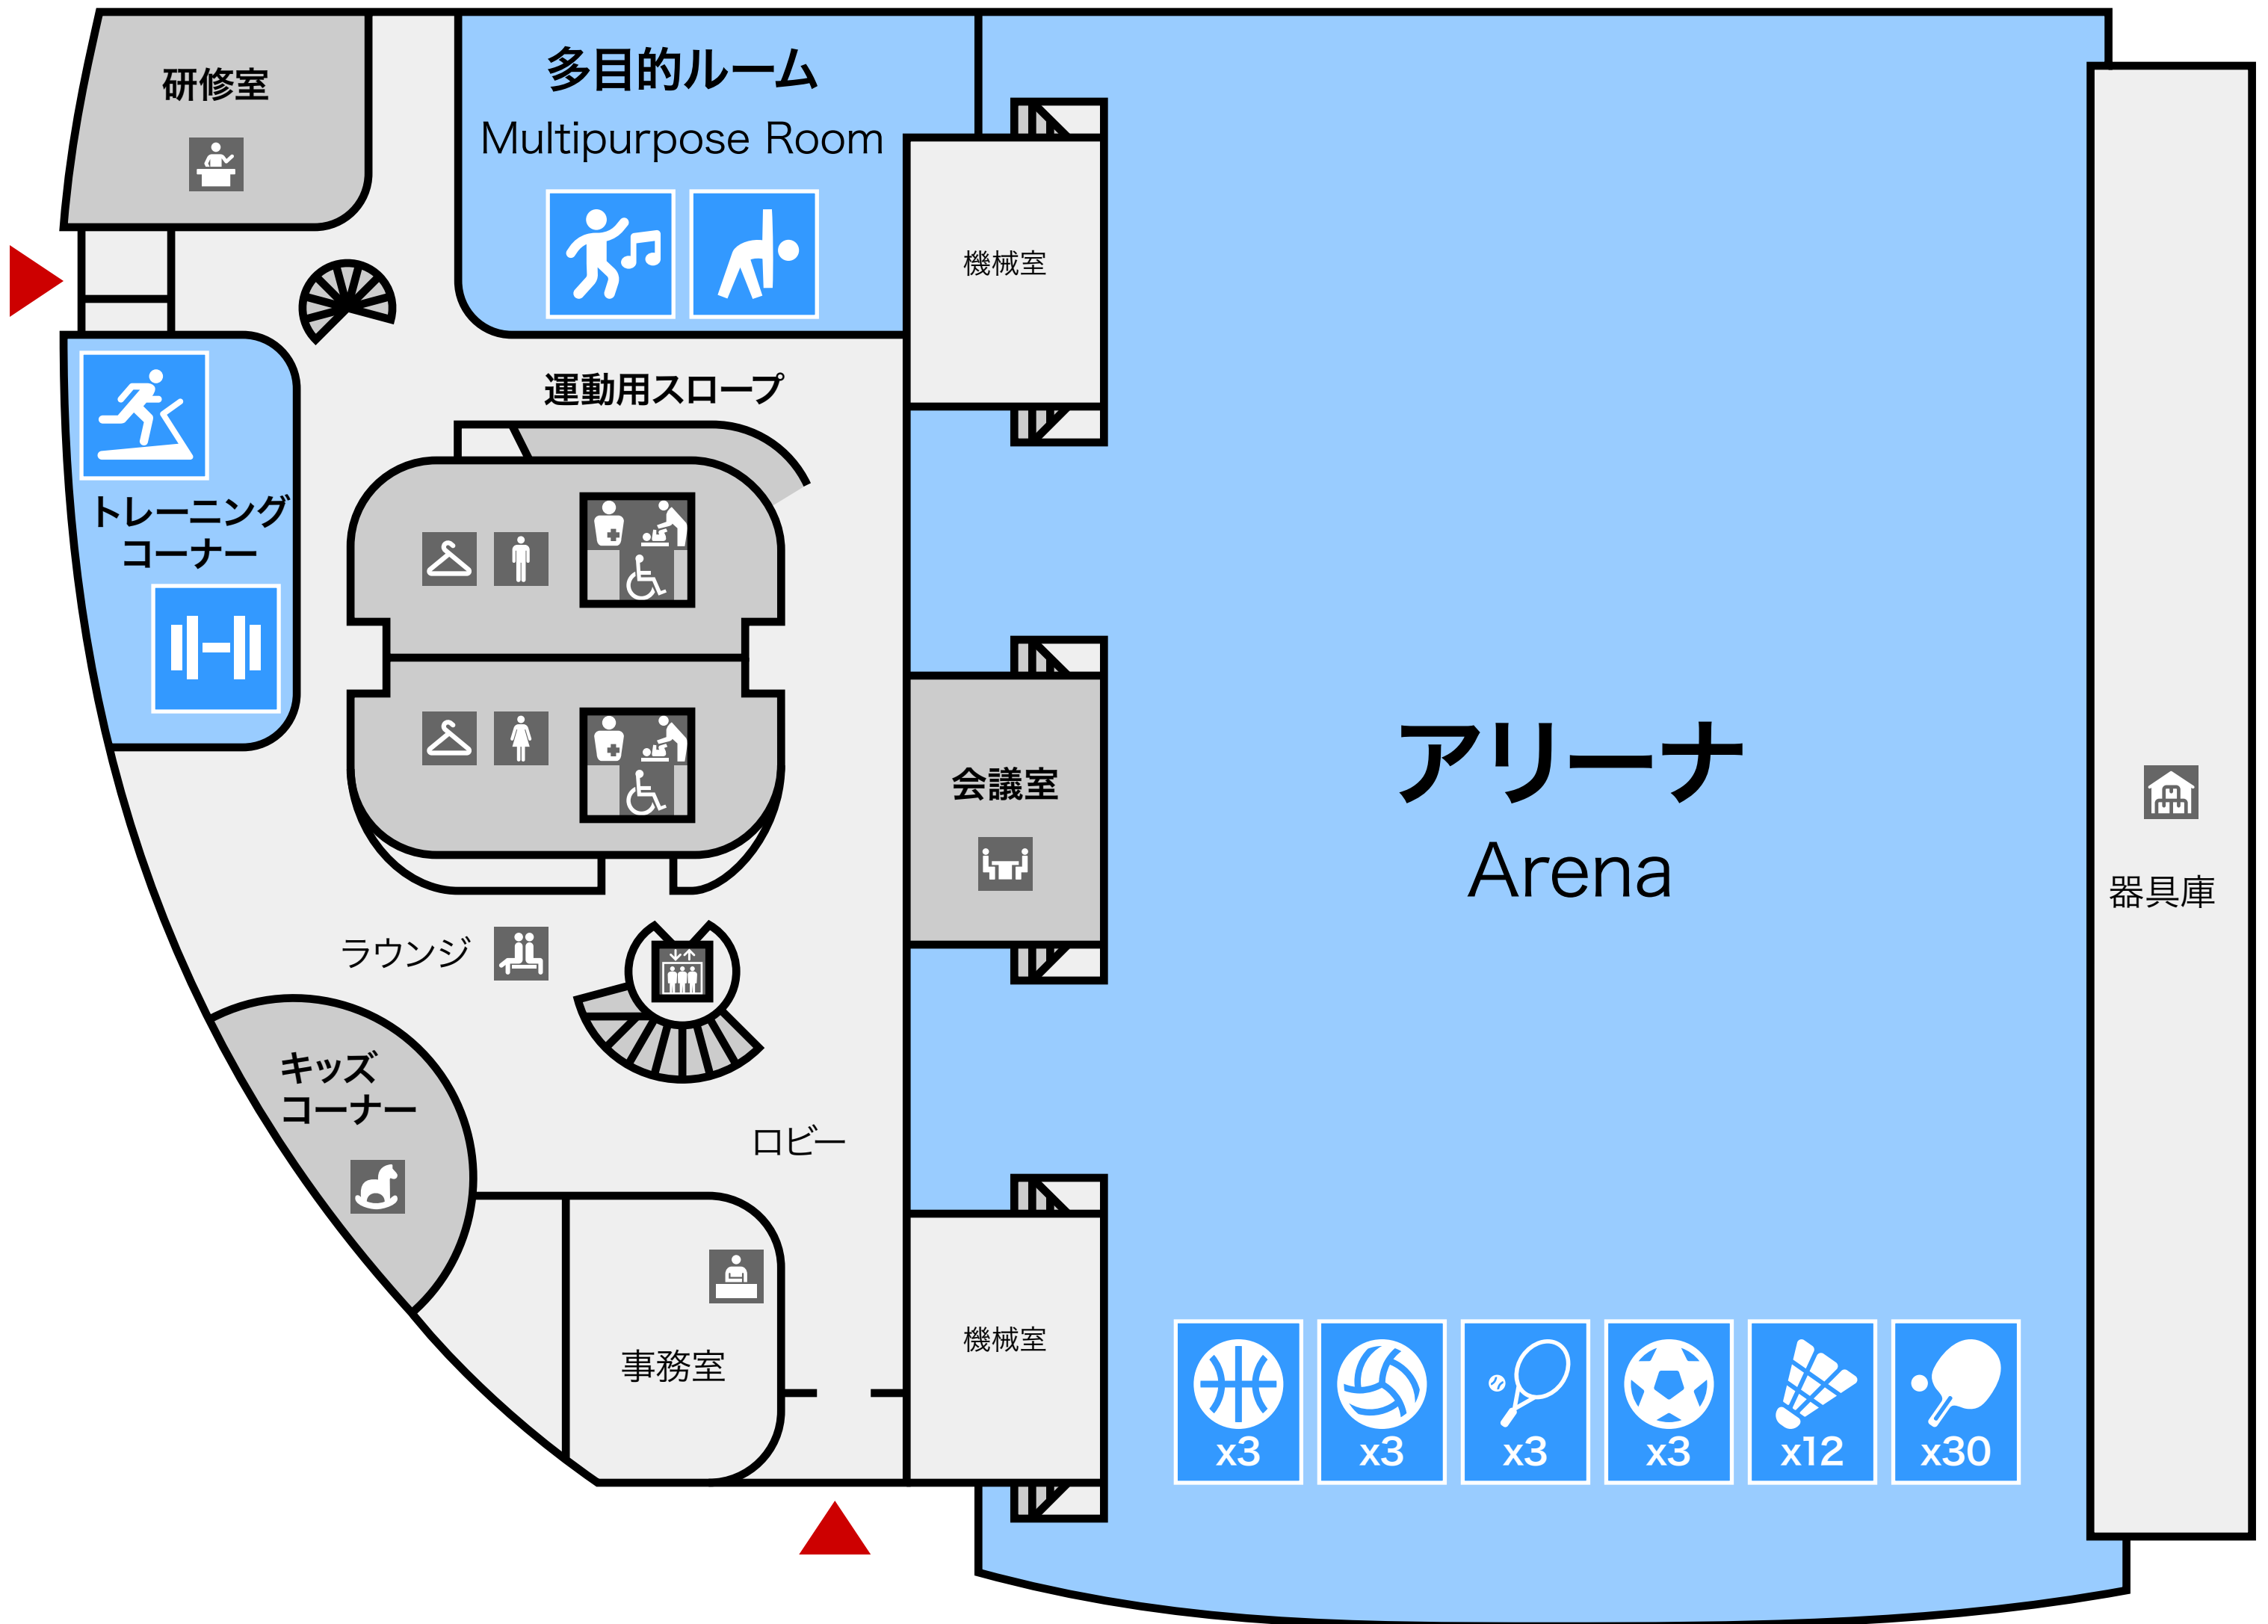 研修室
多目的ルーム
Multipurpose Room
機械室
運動用スロープ
トレーニング
コーナー
会議室
アリーナ
Arena
器具庫
ラウンジ
キッズ
コーナー
ロビー
事務室
機械室
x3
x3
x3
x3
x12
x30